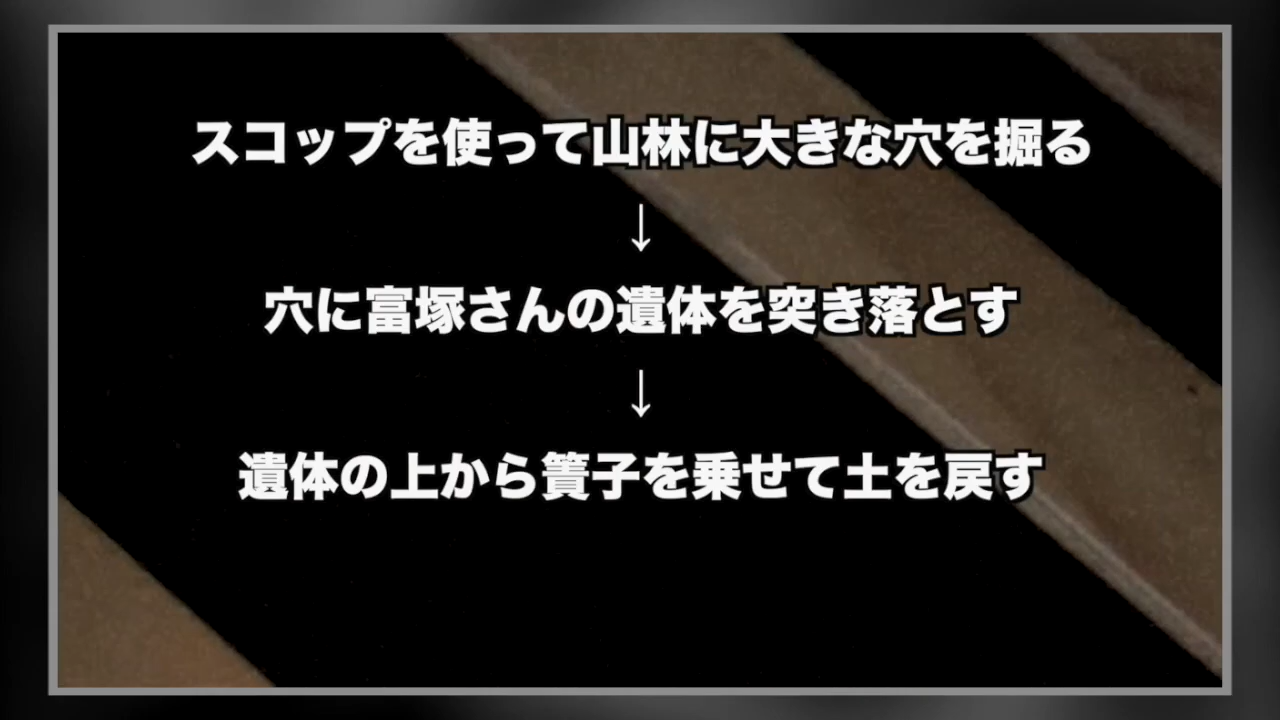 スコップを使って山林に大きな穴を掘る
↓
穴に富塚さんの遺体を突き落とす
↓
遺体の上から簀子を乗せて土を戻す